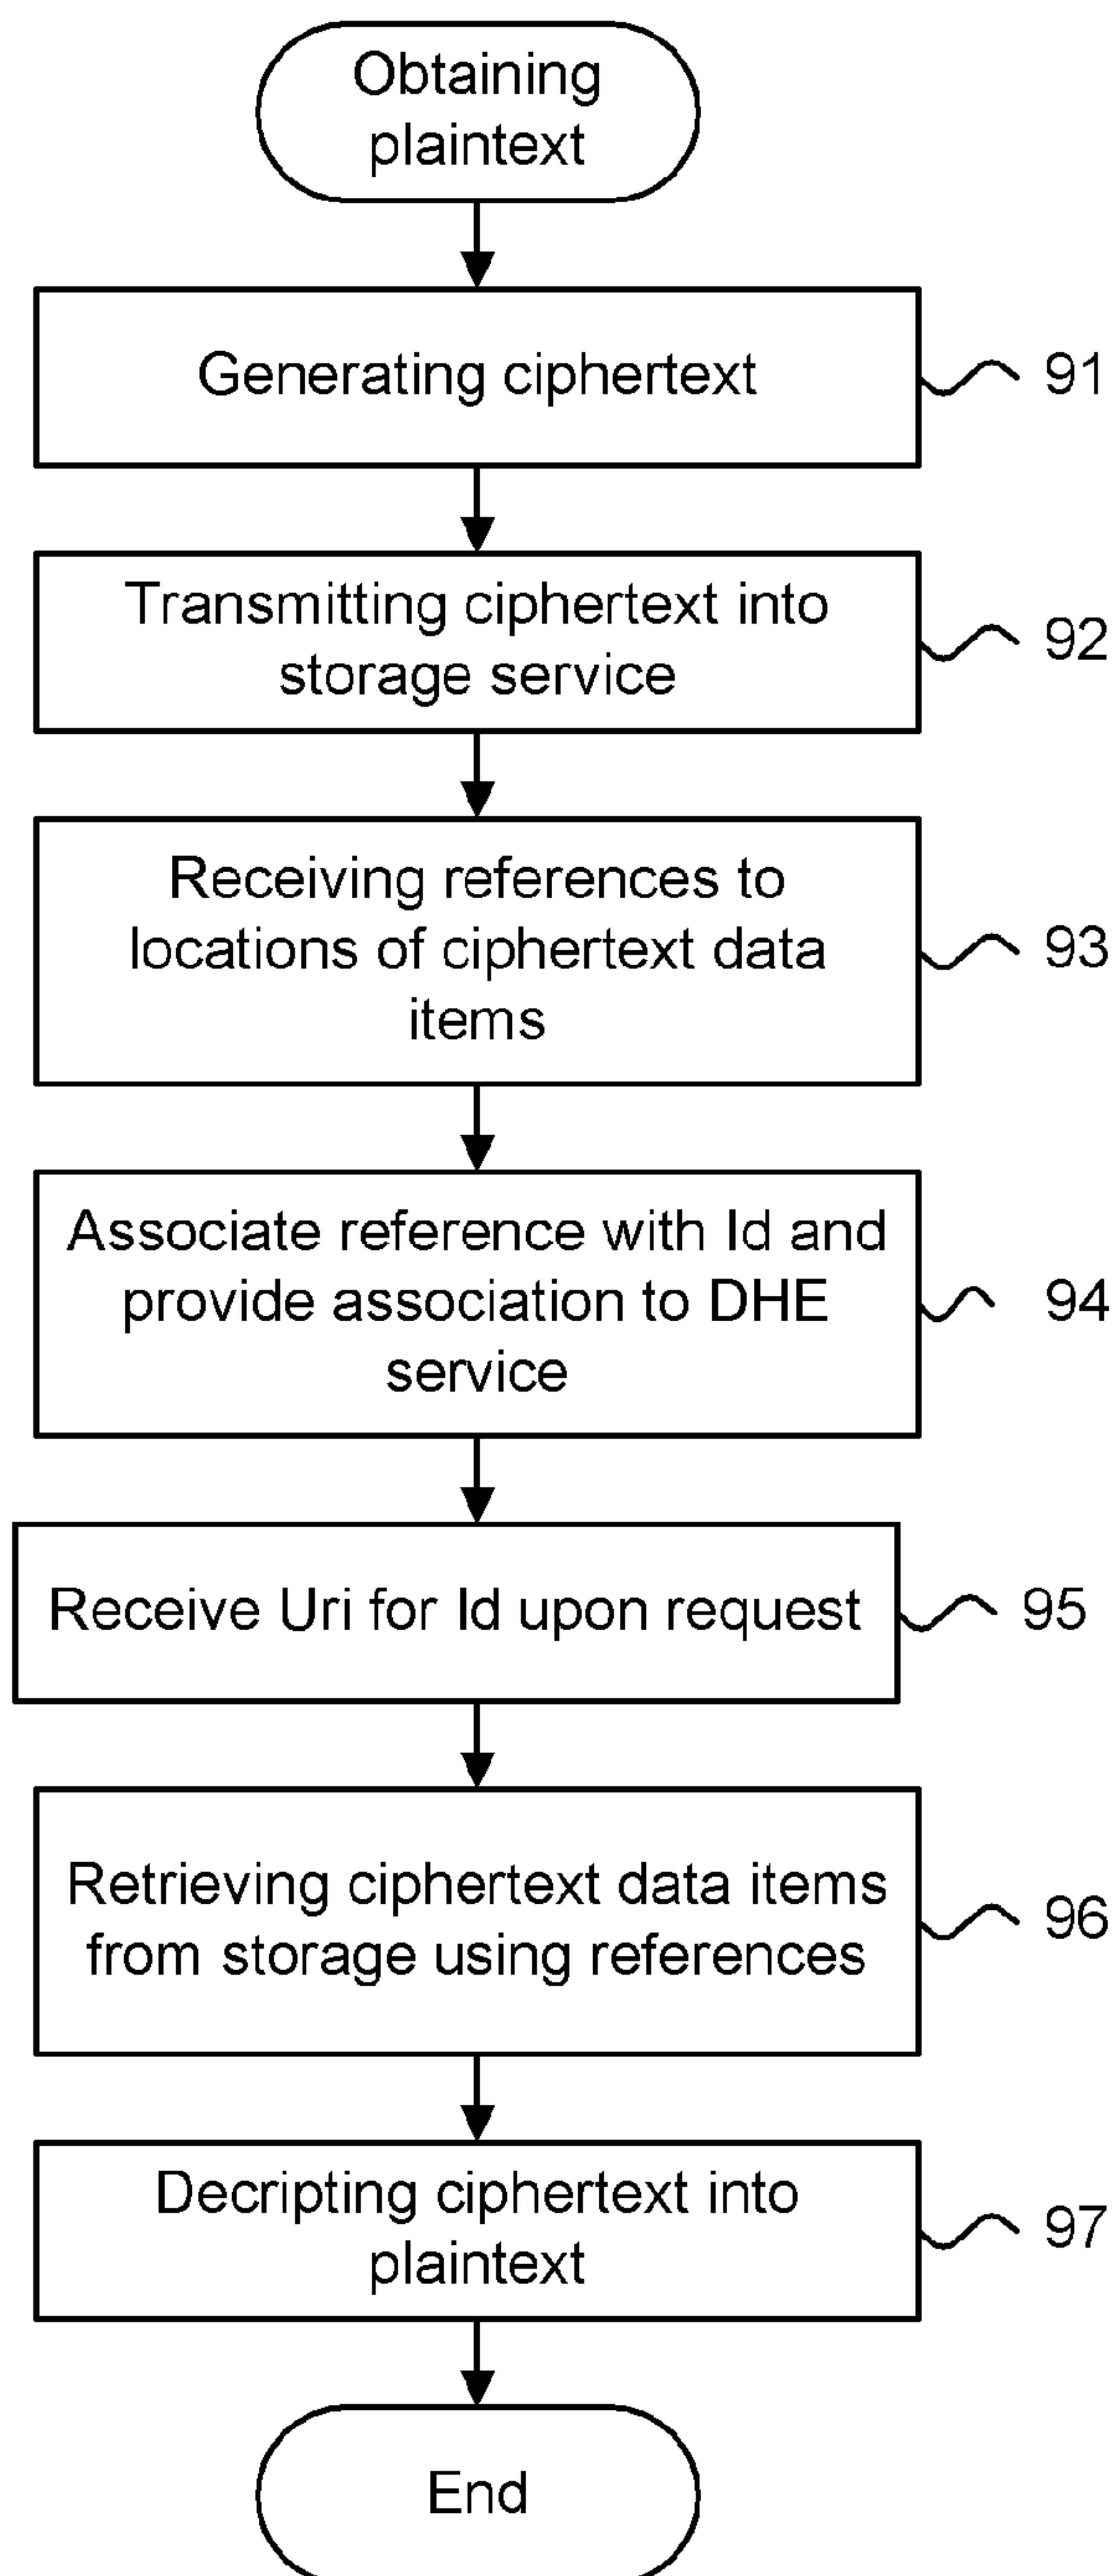 Obtaining
plaintext
Generating ciphertext
91
Transmitting ciphertext into
storage service
92
Receiving references to
locations of ciphertext data
items
93
Associate reference with Id and
provide association to DHE
service
94
Receive Uri for Id upon request
95
Retrieving ciphertext data items
from storage using references
96
Decripting ciphertext into
plaintext
97
End